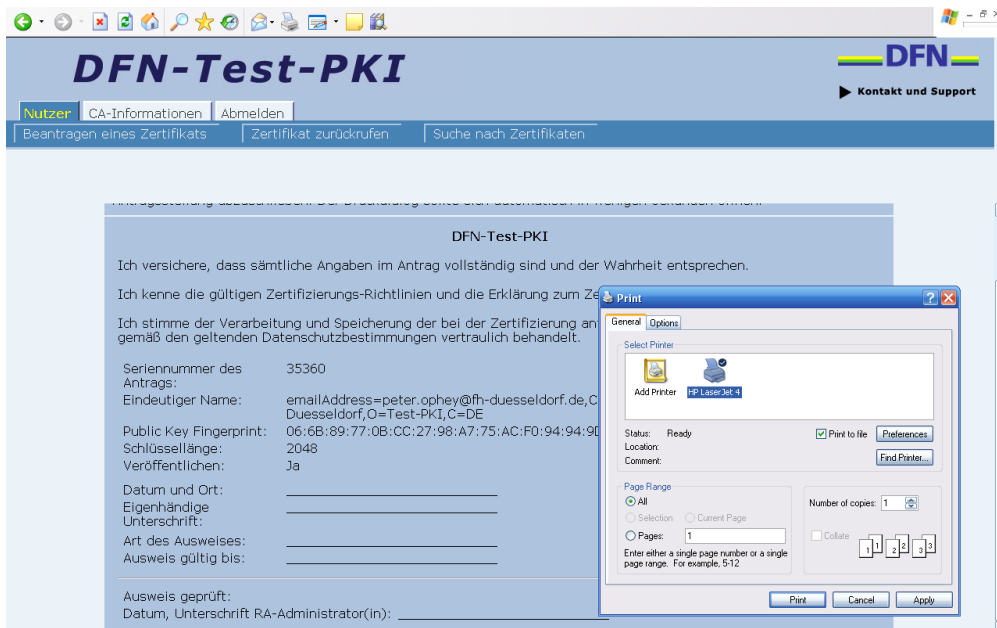 DFN-Test-PKI
DFN
Kontakt und Support
Nutzer CA-Informationen Abmelden
Beantragen eines Zertifikats Zertifikat zurückrufen Suche nach Zertifikaten
DFN-Test-PKI
Ich versichere, dass sämtliche Angaben im Antrag vollständig sind und der Wahrheit entsprechen.
Ich kenne die gültigen Zertifizierungs-Richtlinien und die Erklärung zum
Ich stimme der Verarbeitung und Speicherung der bei der Zertifizierung
gemäß den geltenden Datenschutzbestimmungen vertraulich behandelt.
Seriennummer des 35360
Antrags:
Eindeutiger Name: emailAddress=peter.ophey@fh-duesseldorf.de,C
Duesseldorf,O=Test-PKI,C=DE
Public Key Fingerprint: 06:6B:89:77:0B:CC:27:98:A7:75:AC:F0:94:94:9D
Schlüssellänge: 2048
Veröffentlichen: Ja
Datum und Ort:
Eigenhändige
Unterschrift:
Art des Ausweises:
Ausweis gültig bis:
Ausweis geprüft:
Datum, Unterschrift RA-Administrator(in):
Print
General Options
Select Printer
Add Printer HP LaserJet 4
Status: Ready
Location:
Comment:
Print to file Preferences
Find Printer...
Page Range
All
Selection Current Page
Pages: 1
Enter either a single page number or a single
page range. For example, 5-12
Number of copies: 1
Collate
1 1 2 2 3 3
Print Cancel Apply